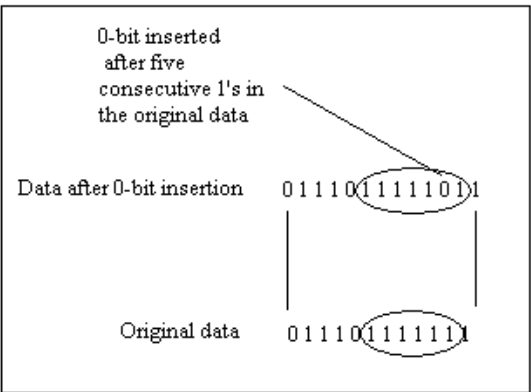 0-bit inserted
after five
consecutive 1's in
the original data
Data after 0-bit insertion 0 1 1 1 0 1 1 1 1 1 0 1 1
Original data 0 1 1 1 0 1 1 1 1 1 1 1